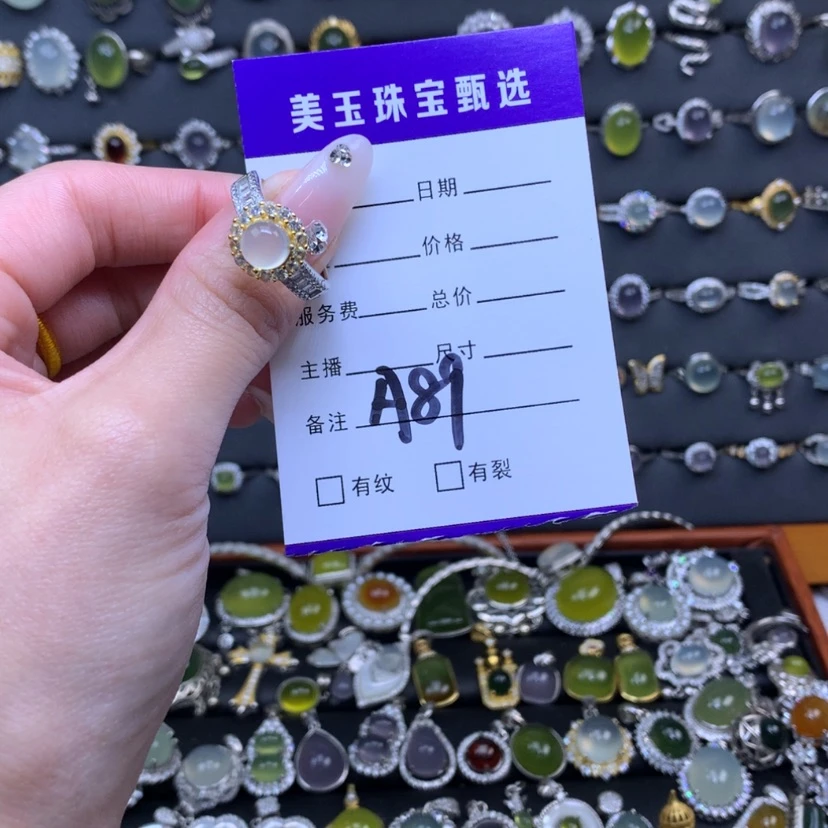 美玉珠宝甄选
日期
价格
服务费 总价
主播 尺寸
备注 A89
有纹 有裂